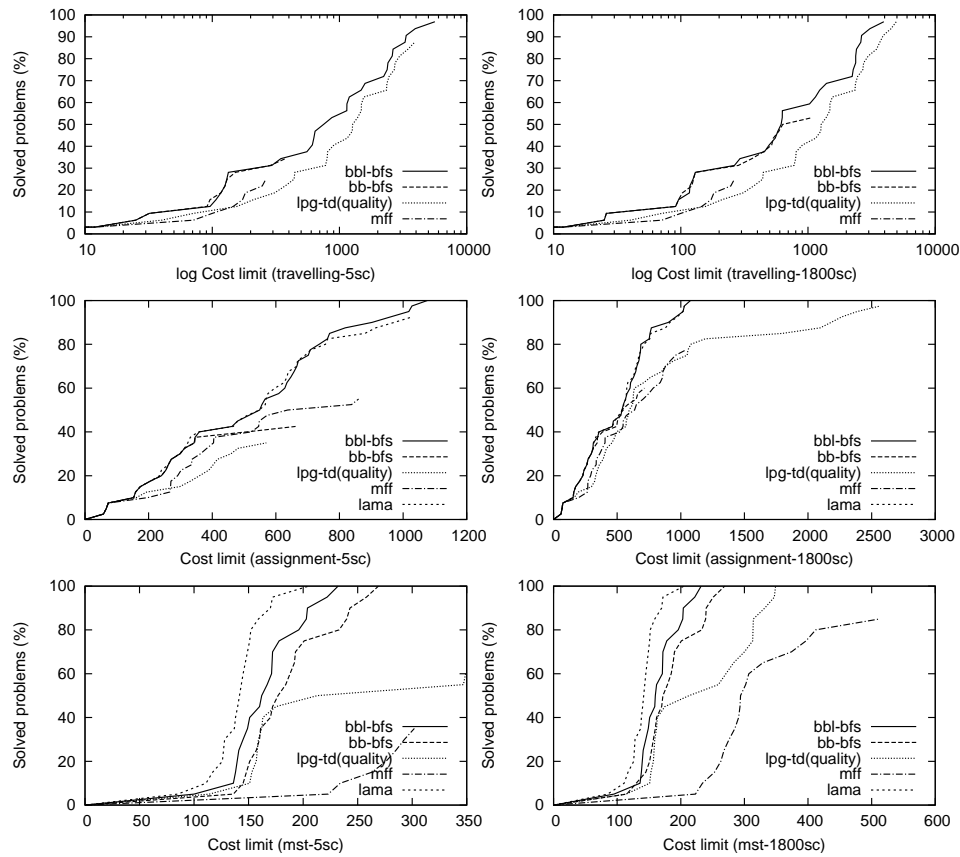 Solved problems (%)
100
90
80
70
60
50
40
30
20
10
0
10
100
1000
10000
log Cost limit (travelling-5sc)
bbl-bfs
bb-bfs
lpg-td(quality)
mff
Solved problems (%)
100
90
80
70
60
50
40
30
20
10
0
10
100
1000
10000
log Cost limit (travelling-1800sc)
bbl-bfs
bb-bfs
lpg-td(quality)
mff
Solved problems (%)
100
80
60
40
20
0
0
200
400
600
800
1000
1200
Cost limit (assignment-5sc)
bbl-bfs
bb-bfs
lpg-td(quality)
mff
lama
Solved problems (%)
100
80
60
40
20
0
0
500
1000
1500
2000
2500
3000
Cost limit (assignment-1800sc)
bbl-bfs
bb-bfs
lpg-td(quality)
mff
lama
Solved problems (%)
100
80
60
40
20
0
0
50
100
150
200
250
300
350
Cost limit (mst-5sc)
bbl-bfs
bb-bfs
lpg-td(quality)
mff
lama
Solved problems (%)
100
80
60
40
20
0
0
100
200
300
400
500
600
Cost limit (mst-1800sc)
bbl-bfs
bb-bfs
lpg-td(quality)
mff
lama